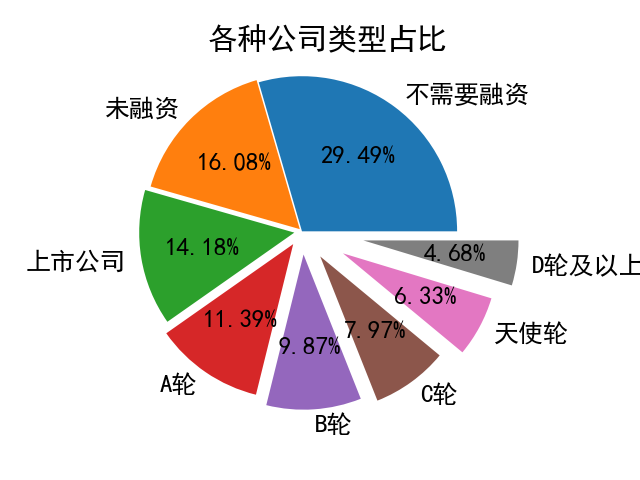 各种公司类型占比
不需要融资
29.49%
未融资
16.08%
上市公司
14.18%
A轮
11.39%
B轮
9.87%
C轮
7.97%
天使轮
6.33%
D轮及以上
4.68%